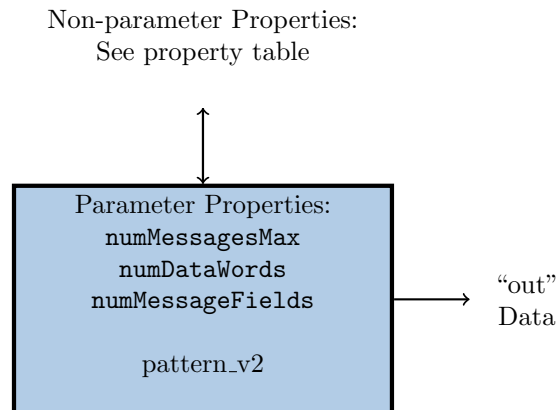 Non-parameter Properties:
See property table
Parameter Properties:
numMessagesMax
numDataWords
numMessageFields
pattern_v2
“out”
Data